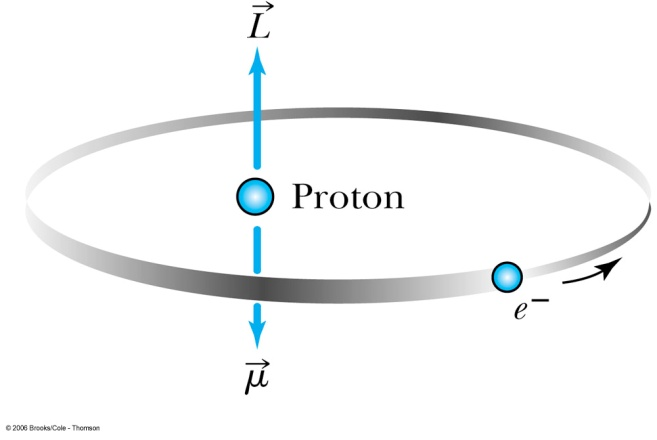 L⃗
Proton
e⁻
μ⃗
© 2006 Brooks/Cole - Thomson